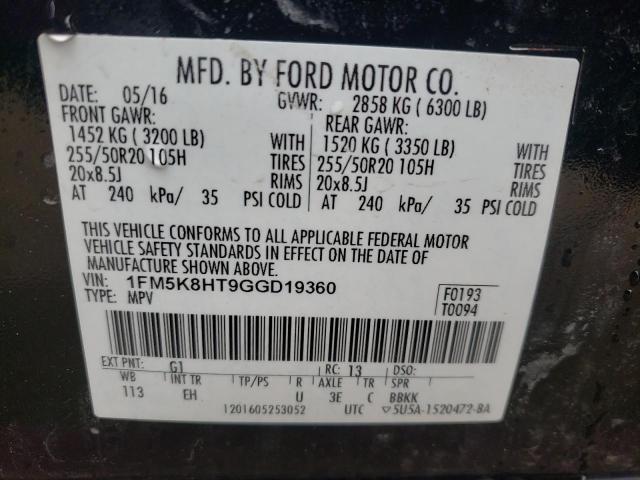 MFD. BY FORD MOTOR CO.
DATE: 05/16 GVWR: 2858 KG ( 6300 LB)
FRONT GAWR: REAR GAWR:
1452 KG ( 3200 LB) WITH 1520 KG ( 3350 LB) WITH
255/50R20 105H TIRES 255/50R20 105H TIRES
20x8.5J RIMS 20x8.5J RIMS
AT 240 kPa/ 35 PSI COLD AT 240 kPa/ 35 PSI COLD
THIS VEHICLE CONFORMS TO ALL APPLICABLE FEDERAL MOTOR
VEHICLE SAFETY STANDARDS IN EFFECT ON THE DATE OF
MANUFACTURE SHOWN ABOVE.
VIN: 1FM5K8HT9GGD19360 F0193
TYPE: MPV T0094
EXT PNT: G1 RC: 13 DSO:
WB INT TR TP/PS R AXLE TR SPR
113 EH U 3E C BBKK
1201605253052 UTC ▽5U5A-1520472-BA